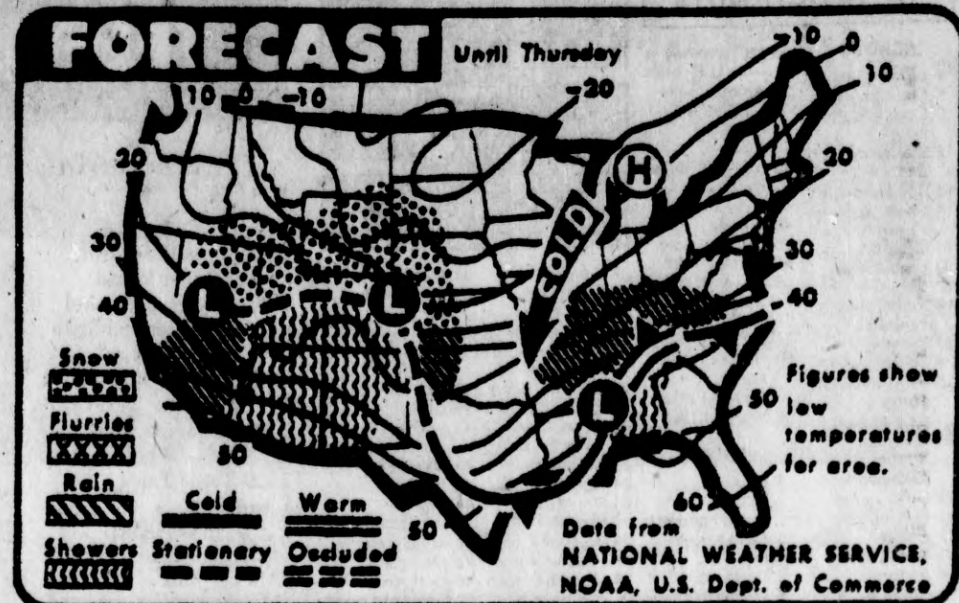 FORECAST Until Thursday
-10 0
10
10 0 -10 -20
H
20 20
COLD
30 30
L L
40 -40
Snow
L
Flurries
50 50
Figures show
low
temperatures
for area.
Rain
Cold Warm
50
60
Showers Stationary Occluded
Data from
NATIONAL WEATHER SERVICE,
NOAA, U.S. Dept. of Commerce